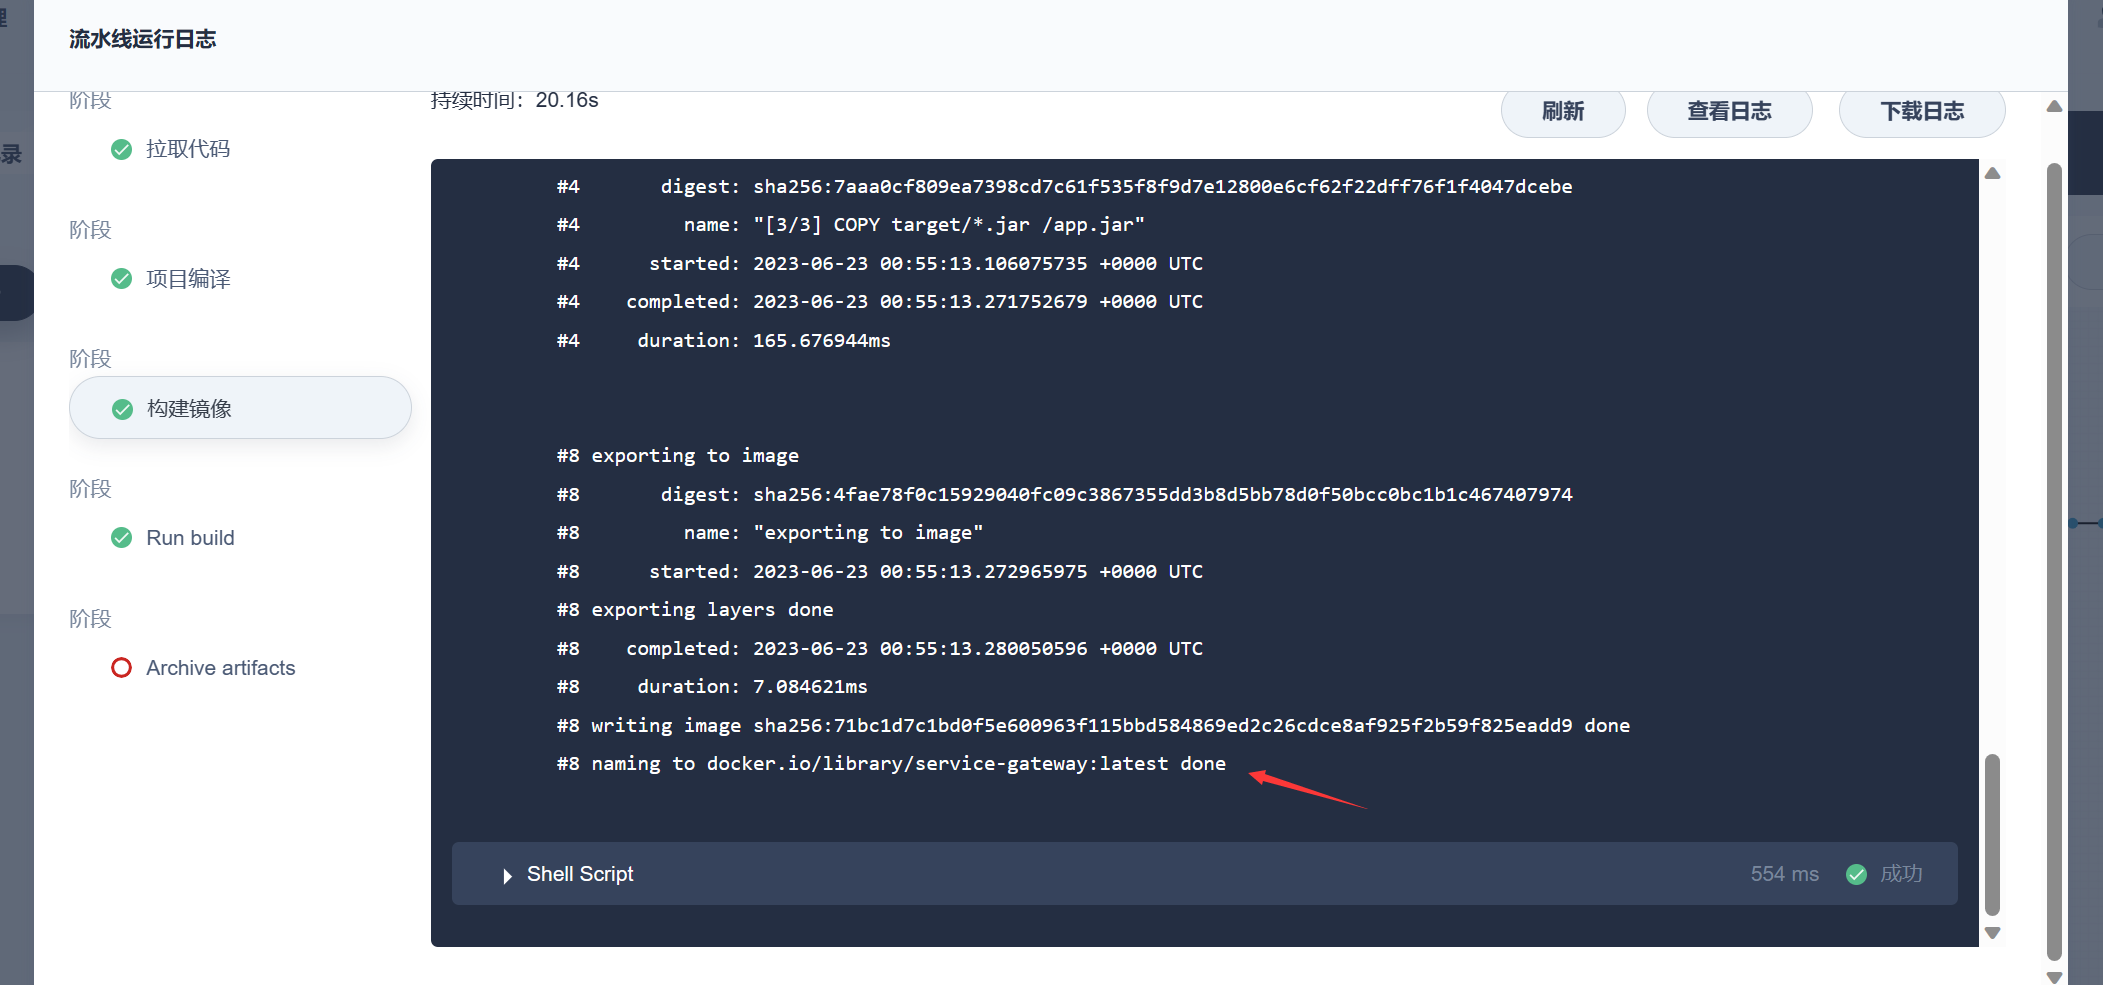 流水线运行日志
阶段
拉取代码
阶段
项目编译
阶段
构建镜像
阶段
Run build
阶段
Archive artifacts
持续时间：20.16s
刷新
查看日志
下载日志
#4 digest: sha256:7aaa0cf809ea7398cd7c61f535f8f9d7e12800e6cf62f22dff76f1f4047dcebe
#4 name: "[3/3] COPY target/*.jar /app.jar"
#4 started: 2023-06-23 00:55:13.106075735 +0000 UTC
#4 completed: 2023-06-23 00:55:13.271752679 +0000 UTC
#4 duration: 165.676944ms
#8 exporting to image
#8 digest: sha256:4fae78f0c15929040fc09c3867355dd3b8d5bb78d0f50bcc0bc1b1c467407974
#8 name: "exporting to image"
#8 started: 2023-06-23 00:55:13.272965975 +0000 UTC
#8 exporting layers done
#8 completed: 2023-06-23 00:55:13.280050596 +0000 UTC
#8 duration: 7.084621ms
#8 writing image sha256:71bc1d7c1bd0f5e600963f115bbd584869ed2c26cdce8af925f2b59f825eadd9 done
#8 naming to docker.io/library/service-gateway:latest done
Shell Script
554 ms
成功
录